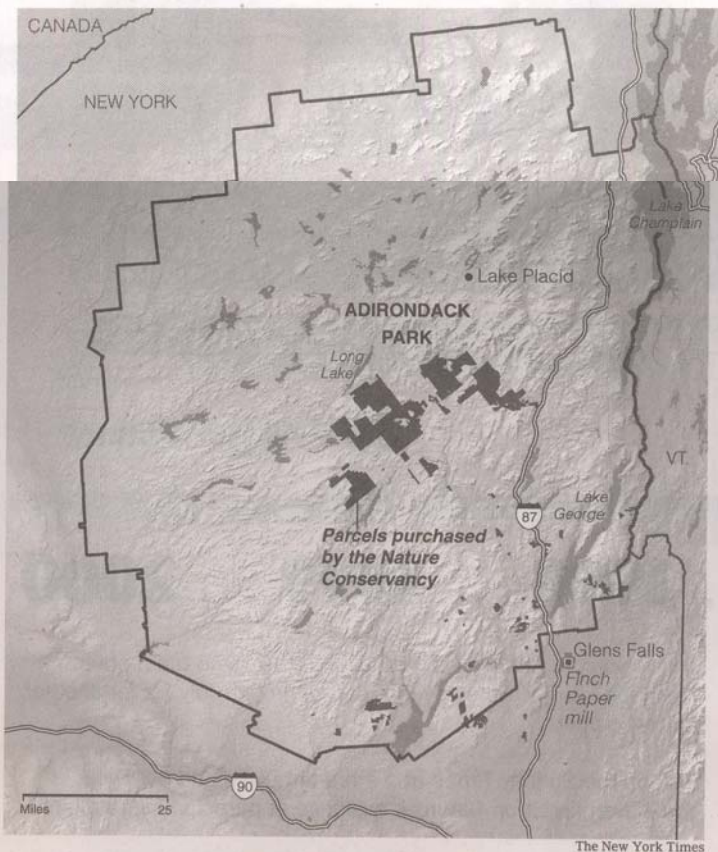 CANADA
NEW YORK
Lake
Champlain
Lake Placid
ADIRONDACK
PARK
Long
Lake
VT.
Lake
George
87
Parcels purchased
by the Nature
Conservancy
Glens Falls
Finch
Paper
mill
90
Miles 25
The New York Times